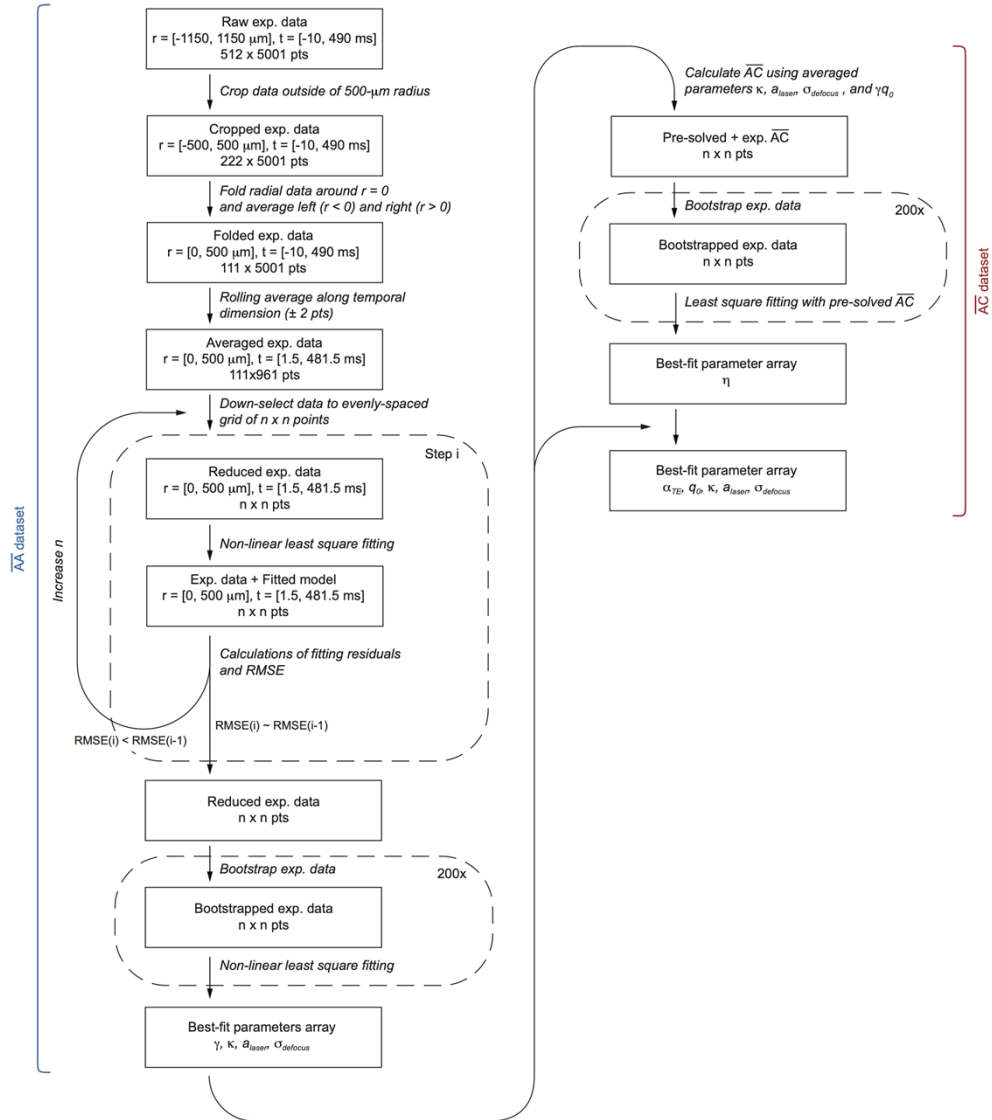 Raw exp. data
r = [-1150, 1150 μm], t = [-10, 490 ms]
512 x 5001 pts
Crop data outside of 500-μm radius
Cropped exp. data
r = [-500, 500 μm], t = [-10, 490 ms]
222 x 5001 pts
Fold radial data around r = 0
and average left (r < 0) and right (r > 0)
Folded exp. data
r = [0, 500 μm], t = [-10, 490 ms]
111 x 5001 pts
Rolling average along temporal
dimension (± 2 pts)
Averaged exp. data
r = [0, 500 μm], t = [1.5, 481.5 ms]
111x961 pts
Down-select data to evenly-spaced
grid of n x n points
Step i
Reduced exp. data
r = [0, 500 μm], t = [1.5, 481.5 ms]
n x n pts
Non-linear least square fitting
Exp. data + Fitted model
r = [0, 500 μm], t = [1.5, 481.5 ms]
n x n pts
Calculations of fitting residuals
and RMSE
RMSE(i) ~ RMSE(i-1)
RMSE(i) < RMSE(i-1)
Increase n
A̅A̅ dataset
Reduced exp. data
n x n pts
Bootstrap exp. data
200x
Bootstrapped exp. data
n x n pts
Non-linear least square fitting
Best-fit parameters array
γ, κ, a_laser, σ_defocus
Calculate A̅C̅ using averaged
parameters κ, a_laser, σ_defocus, and γq₀
Pre-solved + exp. A̅C̅
n x n pts
Bootstrap exp. data
200x
Bootstrapped exp. data
n x n pts
Least square fitting with pre-solved A̅C̅
Best-fit parameter array
η
Best-fit parameter array
α_TE, q₀, κ, a_laser, σ_defocus
A̅C̅ dataset